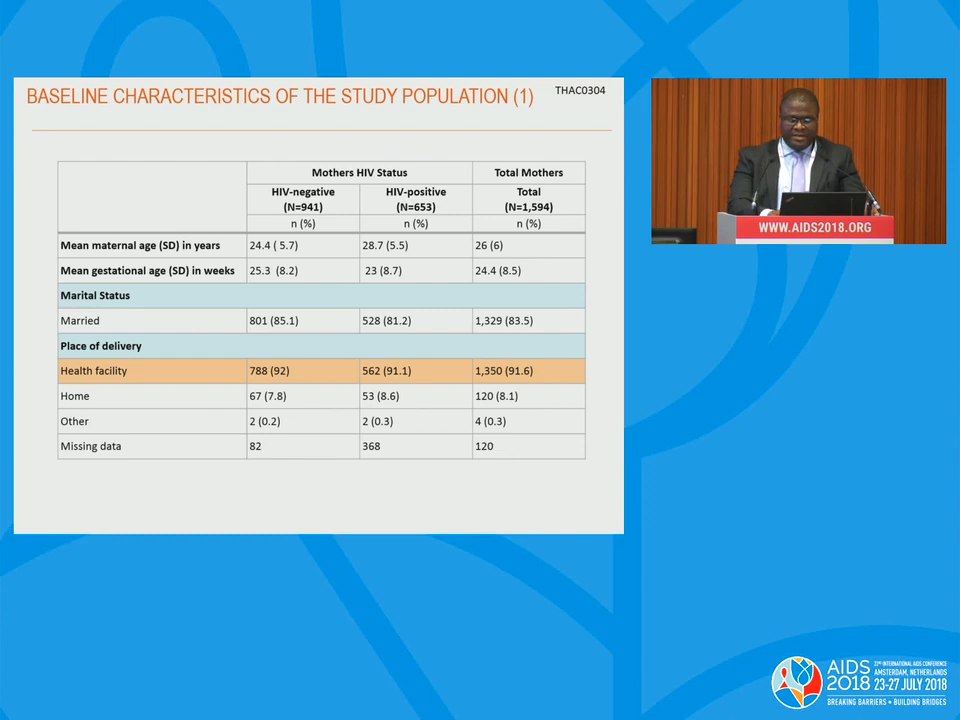 BASELINE CHARACTERISTICS OF THE STUDY POPULATION (1)
THAC0304
Mothers HIV Status Total Mothers
HIV-negative (N=941) HIV-positive (N=653) Total (N=1,594)
n (%) n (%) n (%)
Mean maternal age (SD) in years 24.4 ( 5.7) 28.7 (5.5) 26 (6)
Mean gestational age (SD) in weeks 25.3 (8.2) 23 (8.7) 24.4 (8.5)
Marital Status
Married 801 (85.1) 528 (81.2) 1,329 (83.5)
Place of delivery
Health facility 788 (92) 562 (91.1) 1,350 (91.6)
Home 67 (7.8) 53 (8.6) 120 (8.1)
Other 2 (0.2) 2 (0.3) 4 (0.3)
Missing data 82 368 120
WWW.AIDS2018.ORG
AIDS 2018
22ND INTERNATIONAL AIDS CONFERENCE
AMSTERDAM, NETHERLANDS
23-27 JULY 2018
BREAKING BARRIERS • BUILDING BRIDGES